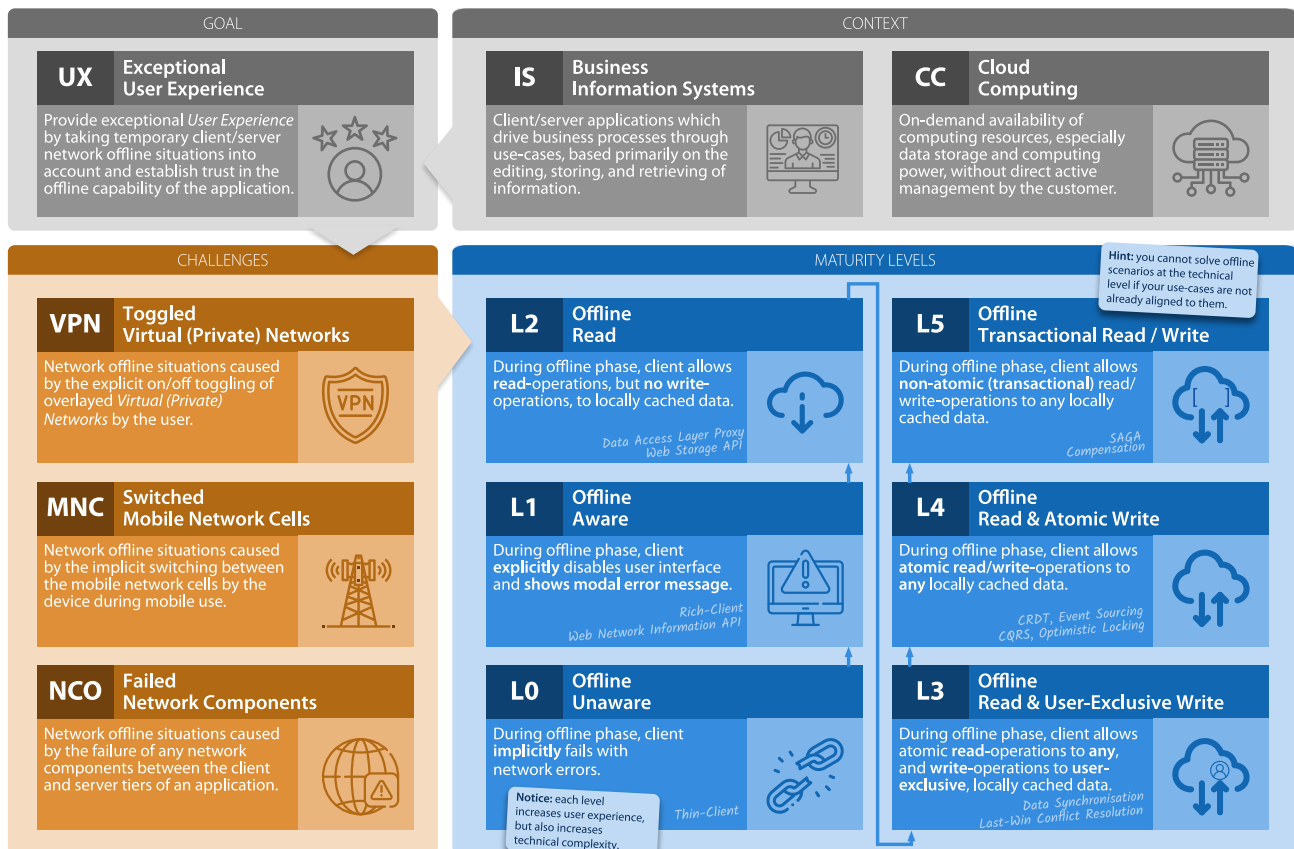 GOAL
UX
Exceptional
User Experience
Provide exceptional User Experience
by taking temporary client/server
network offline situations into
account and establish trust in the
offline capability of the application.
CONTEXT
IS
Business
Information Systems
Client/server applications which
drive business processes through
use-cases, based primarily on the
editing, storing, and retrieving of
information.
CC
Cloud
Computing
On-demand availability of
computing resources, especially
data storage and computing
power, without direct active
management by the customer.
CHALLENGES
VPN
Toggled
Virtual (Private) Networks
Network offline situations caused
by the explicit on/off toggling of
overlayed Virtual (Private)
Networks by the user.
VPN
MNC
Switched
Mobile Network Cells
Network offline situations caused
by the implicit switching between
the mobile network cells by the
device during mobile use.
NCO
Failed
Network Components
Network offline situations caused
by the failure of any network
components between the client
and server tiers of an application.
MATURITY LEVELS
Hint: you cannot solve offline
scenarios at the technical
level if your use-cases are not
already aligned to them.
L2
Offline
Read
During offline phase, client allows
read-operations, but no write-
operations, to locally cached data.
Data Access Layer Proxy
Web Storage API
L1
Offline
Aware
During offline phase, client
explicitly disables user interface
and shows modal error message.
Rich-Client
Web Network Information API
L0
Offline
Unaware
During offline phase, client
implicitly fails with
network errors.
Thin-Client
Notice: each level
increases user experience,
but also increases
technical complexity.
L5
Offline
Transactional Read / Write
During offline phase, client allows
non-atomic (transactional) read/
write-operations to any locally
cached data.
SAGA
Compensation
[ ]
L4
Offline
Read & Atomic Write
During offline phase, client allows
atomic read/write-operations to
any locally cached data.
CRDT, Event Sourcing
CQRS, Optimistic Locking
L3
Offline
Read & User-Exclusive Write
During offline phase, client allows
atomic read-operations to any,
and write-operations to user-
exclusive, locally cached data.
Data Synchronisation
Last-Win Conflict Resolution